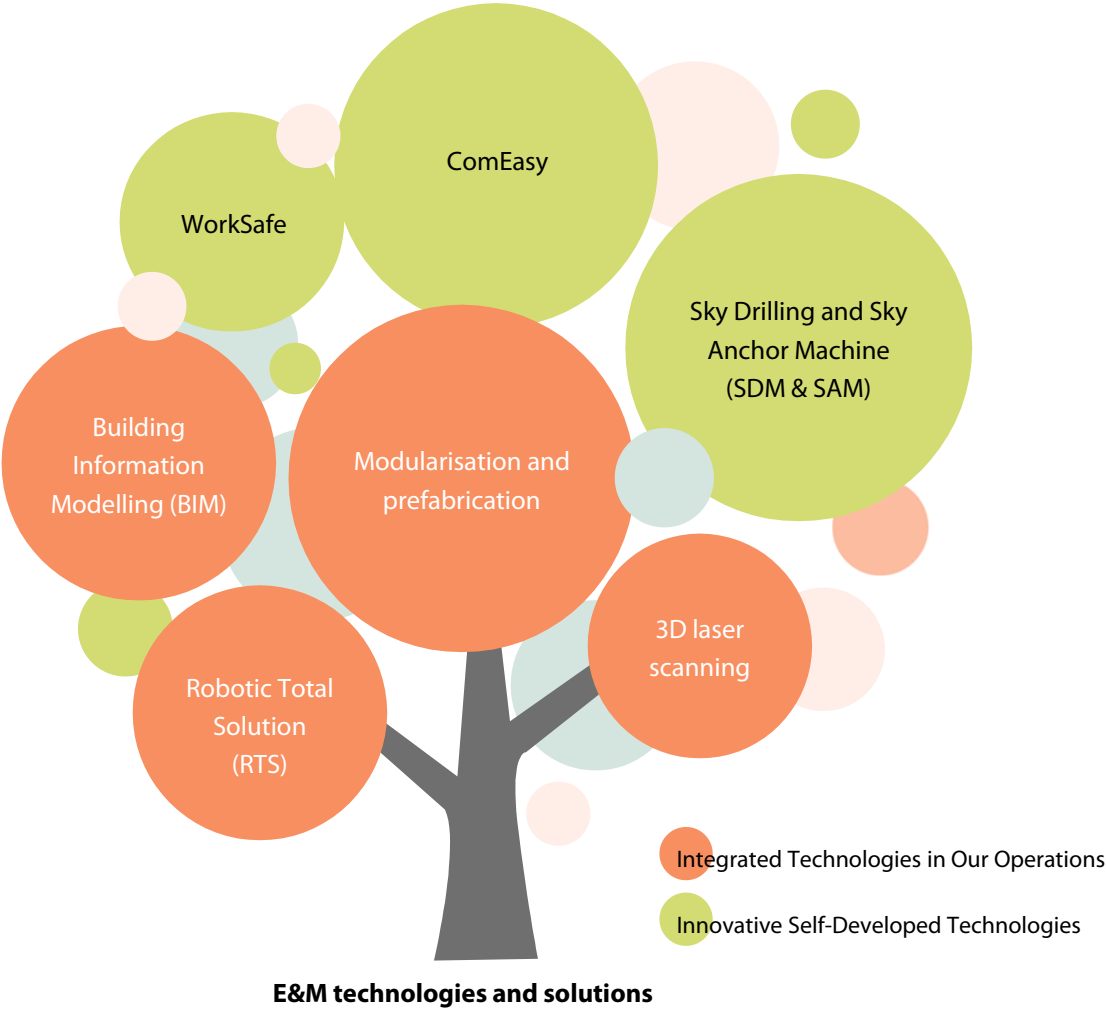 ComEasy
WorkSafe
Sky Drilling and Sky
Anchor Machine
(SDM & SAM)
Building
Information
Modelling (BIM)
Modularisation and
prefabrication
3D laser
scanning
Robotic Total
Solution
(RTS)
Integrated Technologies in Our Operations
Innovative Self-Developed Technologies
E&M technologies and solutions